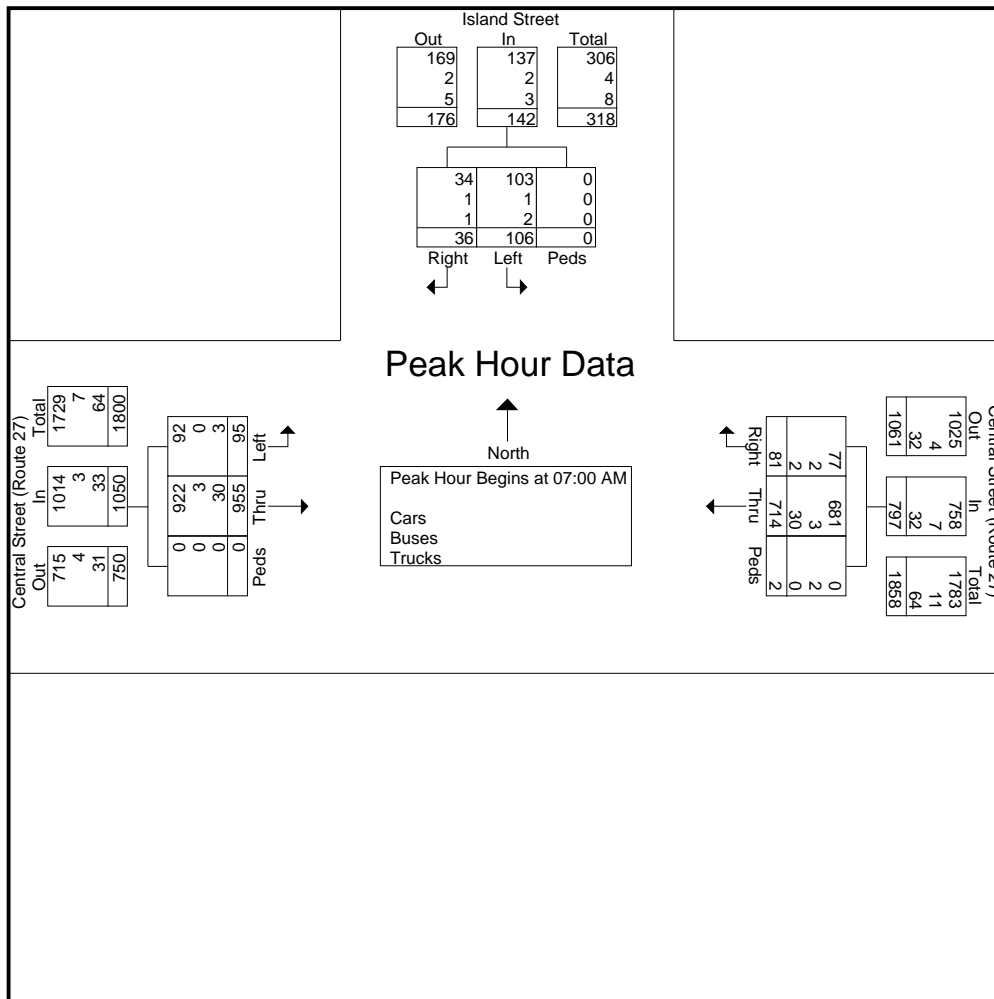 Island Street
Out In Total
169 137 306
2 2 4
5 3 8
176 142 318
34 103 0
1 1 0
1 2 0
36 106 0
Right Left Peds
Peak Hour Data
North
Peak Hour Begins at 07:00 AM
Cars
Buses
Trucks
Central Street (Route 27)
Total In Out
1729 1014 715
7 3 4
64 33 31
1800 1050 750
Left Thru Peds
92 922 0
0 3 0
3 30 0
95 955 0
Central Street (Route 27)
Out In Total
1025 758 1783
4 7 11
32 32 64
1061 797 1858
77 681 0
2 3 2
2 30 0
81 714 2
Right Thru Peds